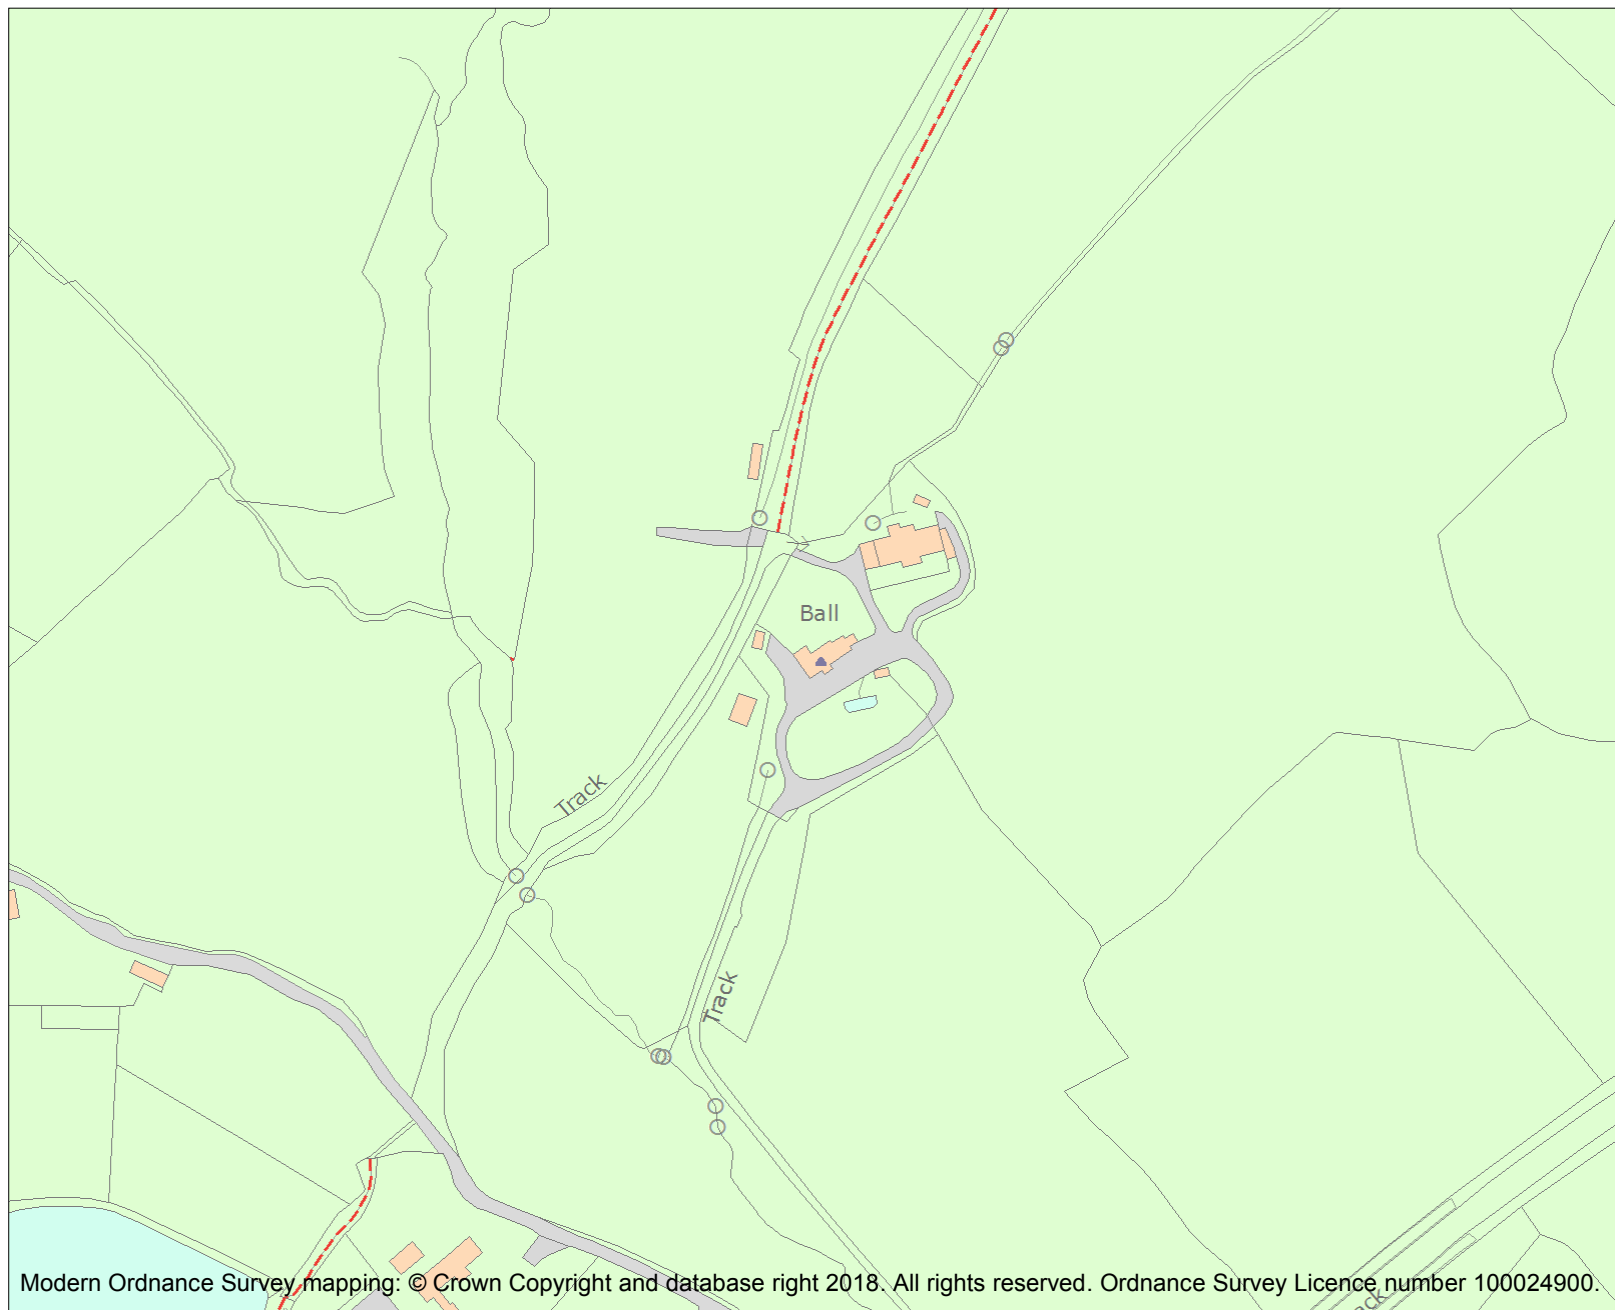 Ball
Track
Track
ck
Modern Ordnance Survey mapping: © Crown Copyright and database right 2018. All rights reserved. Ordnance Survey Licence number 100024900.